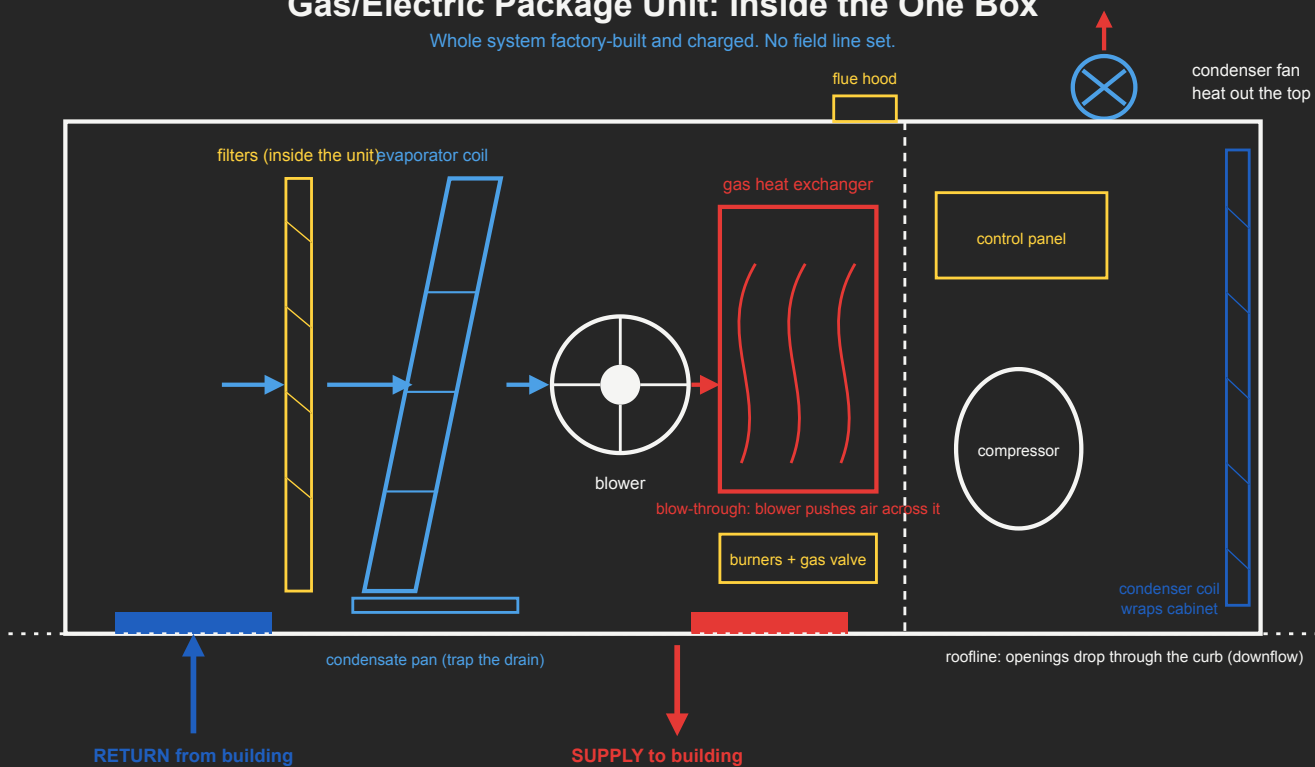 Gas/Electric Package Unit: Inside the One Box
Whole system factory-built and charged. No field line set.
flue hood
condenser fan
heat out the top
filters (inside the unit)
evaporator coil
gas heat exchanger
control panel
compressor
blower
blow-through: blower pushes air across it
burners + gas valve
condenser coil
wraps cabinet
condensate pan (trap the drain)
roofline: openings drop through the curb (downflow)
RETURN from building
SUPPLY to building